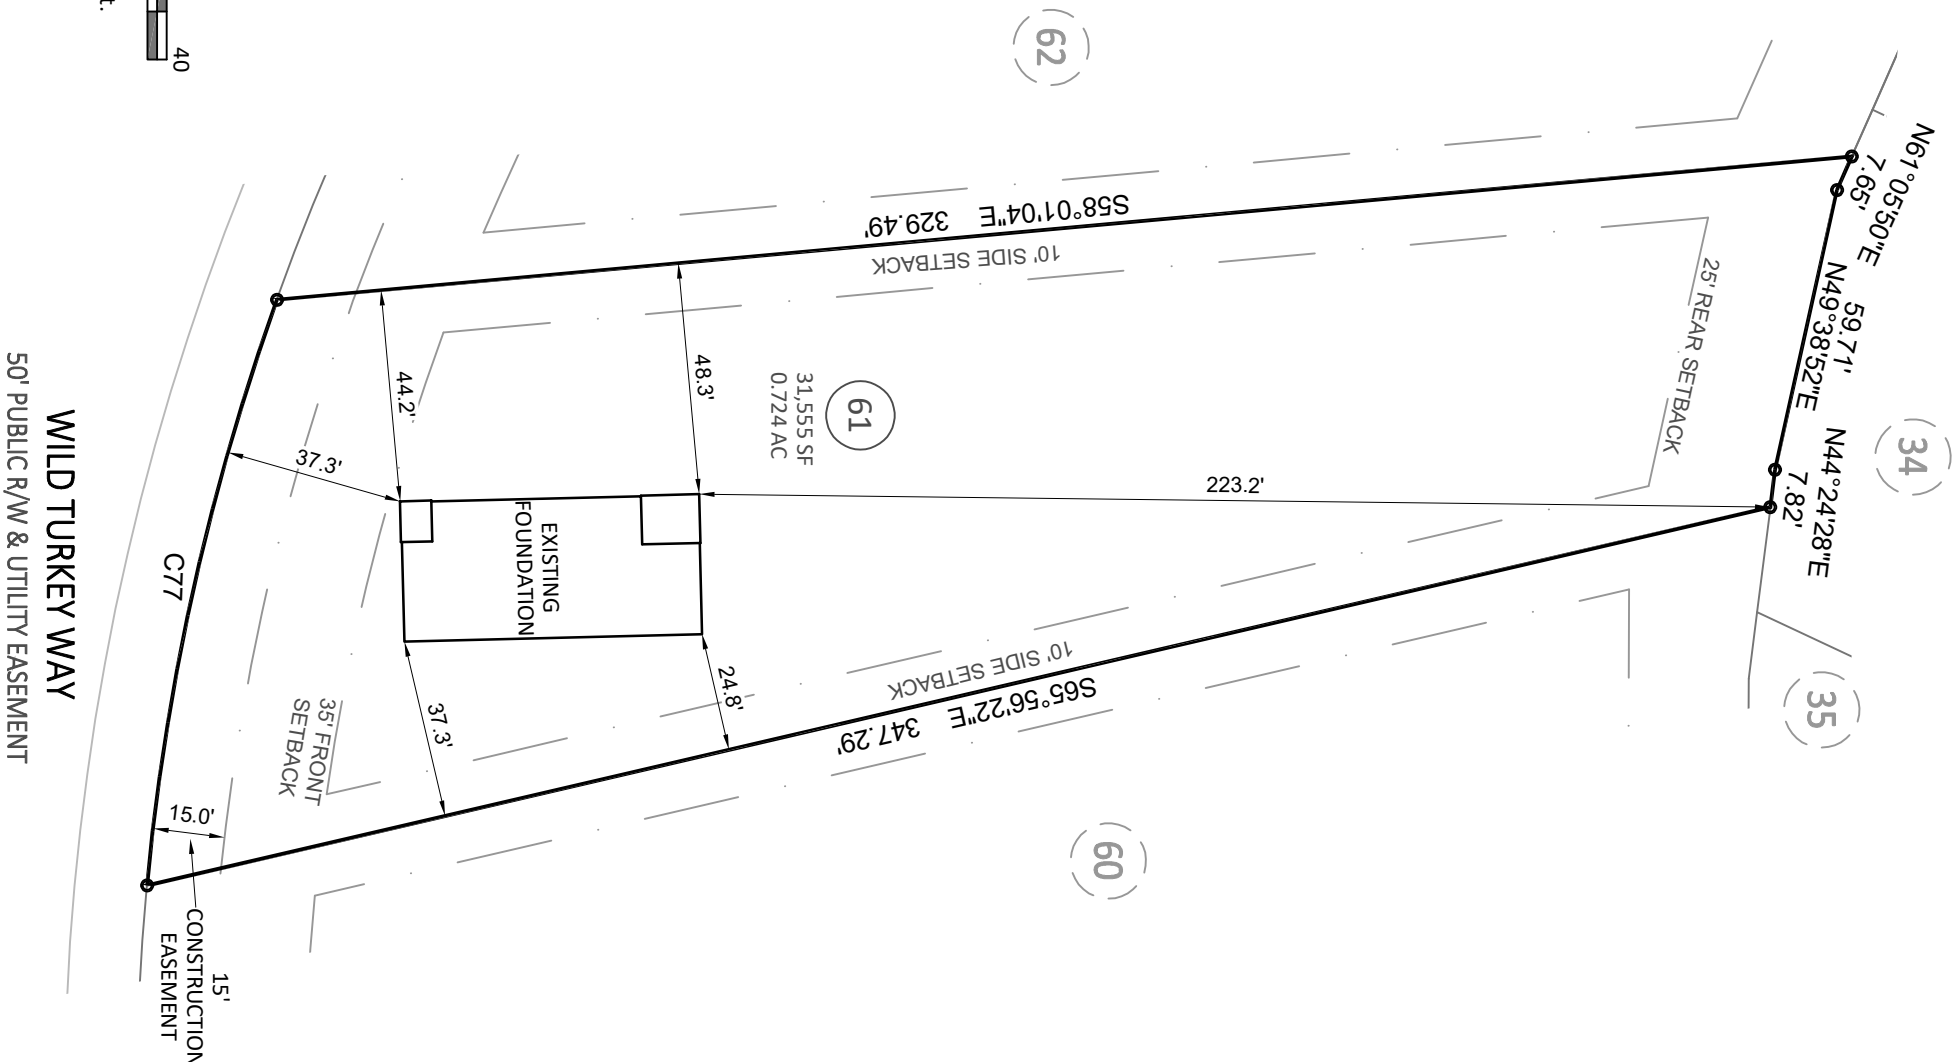 62
40
t.
N61°05'50"E
7.65'
59.71'
N49°38'52"E
34
N44°24'28"E
7.82'
35
S58°01'04"E 329.49'
10' SIDE SETBACK
25' REAR SETBACK
48.3'
44.2'
37.3'
61
31,555 SF
0.724 AC
223.2'
EXISTING
FOUNDATION
10' SIDE SETBACK
S65°56'22"E 347.29'
24.8'
37.3'
35' FRONT
SETBACK
C77
15.0'
60
15'
CONSTRUCTION
EASEMENT
WILD TURKEY WAY
50' PUBLIC R/W & UTILITY EASEMENT